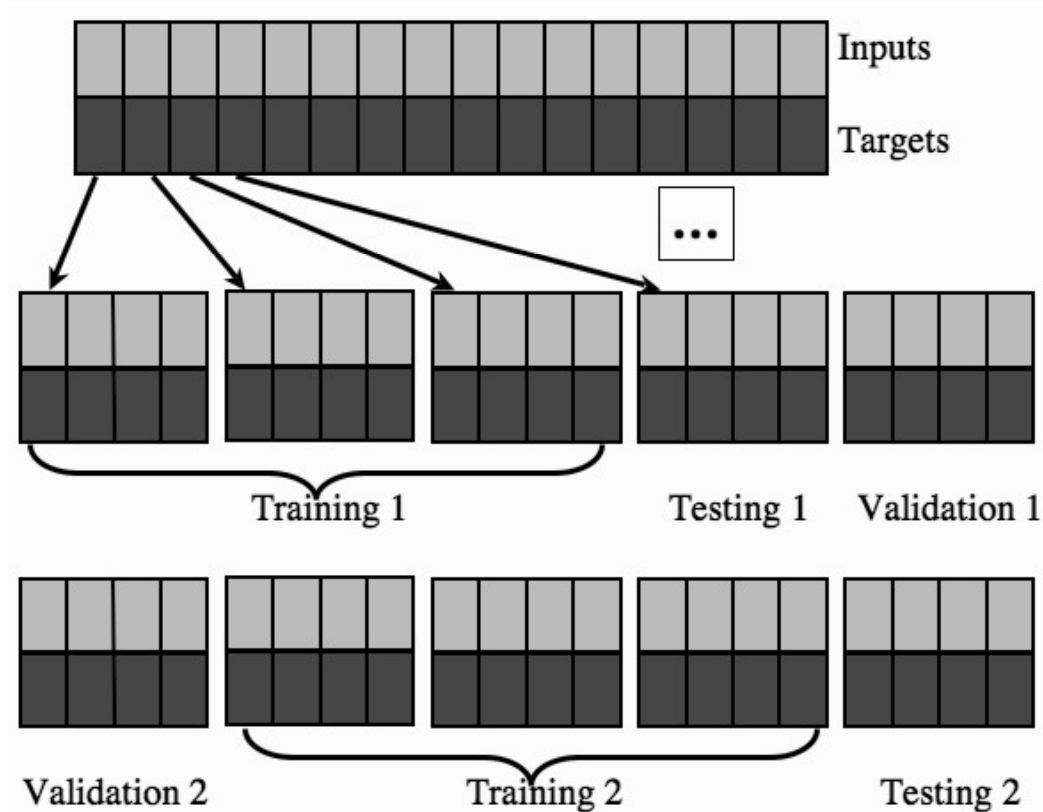 Inputs
Targets
...
Training 1
Testing 1
Validation 1
Validation 2
Training 2
Testing 2